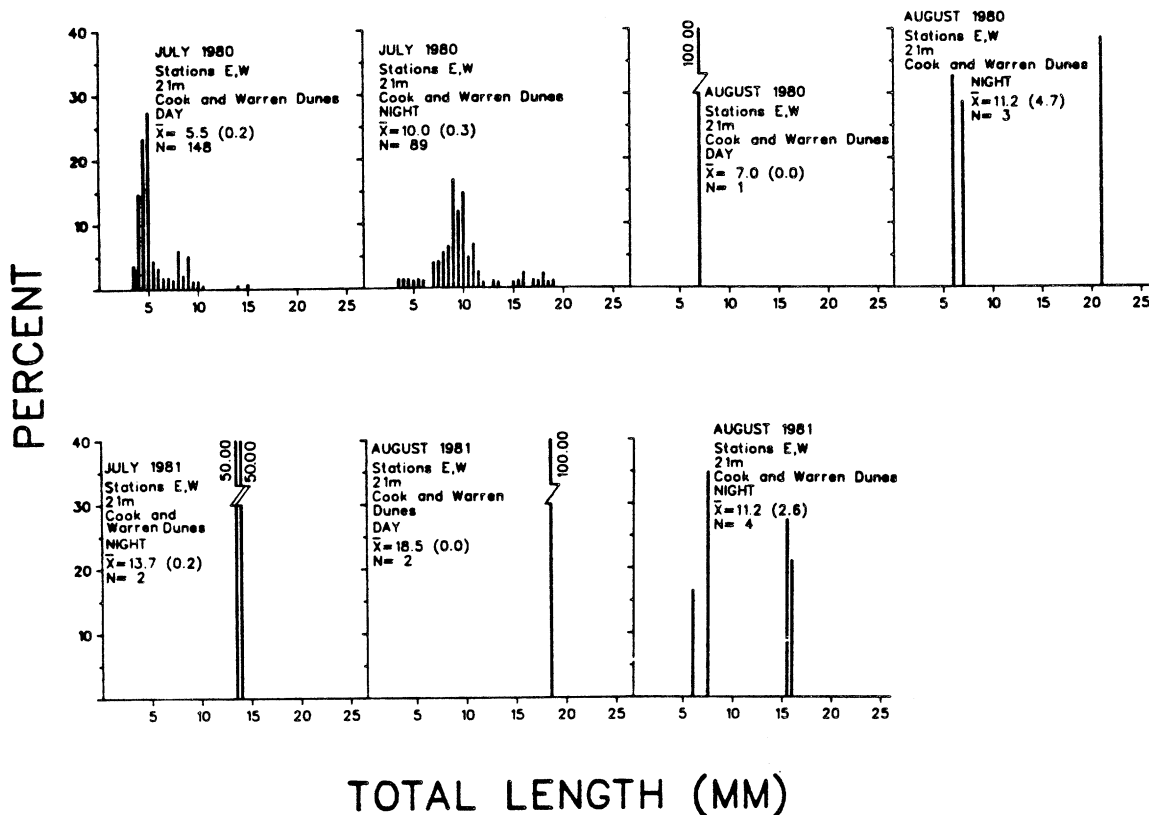 PERCENT
40
30
20
10
JULY 1980
Stations E,W
21m
Cook and Warren Dunes
DAY
X̄= 5.5 (0.2)
N= 148
5 10 15 20 25
JULY 1980
Stations E,W
21m
Cook and Warren Dunes
NIGHT
X̄=10.0 (0.3)
N= 89
5 10 15 20 25
100.00
AUGUST 1980
Stations E,W
21m
Cook and Warren Dunes
DAY
X̄= 7.0 (0.0)
N= 1
5 10 15 20 25
AUGUST 1980
Stations E,W
21m
Cook and Warren Dunes
NIGHT
X̄=11.2 (4.7)
N= 3
5 10 15 20 25
40
30
20
10
JULY 1981
Stations E,W
21m
Cook and
Warren Dunes
NIGHT
X̄=13.7 (0.2)
N= 2
50.00
50.00
5 10 15 20 25
AUGUST 1981
Stations E,W
21m
Cook and Warren
Dunes
DAY
X̄=18.5 (0.0)
N= 2
100.00
5 10 15 20 25
AUGUST 1981
Stations E,W
21m
Cook and Warren Dunes
NIGHT
X̄=11.2 (2.6)
N= 4
5 10 15 20 25
TOTAL LENGTH (MM)